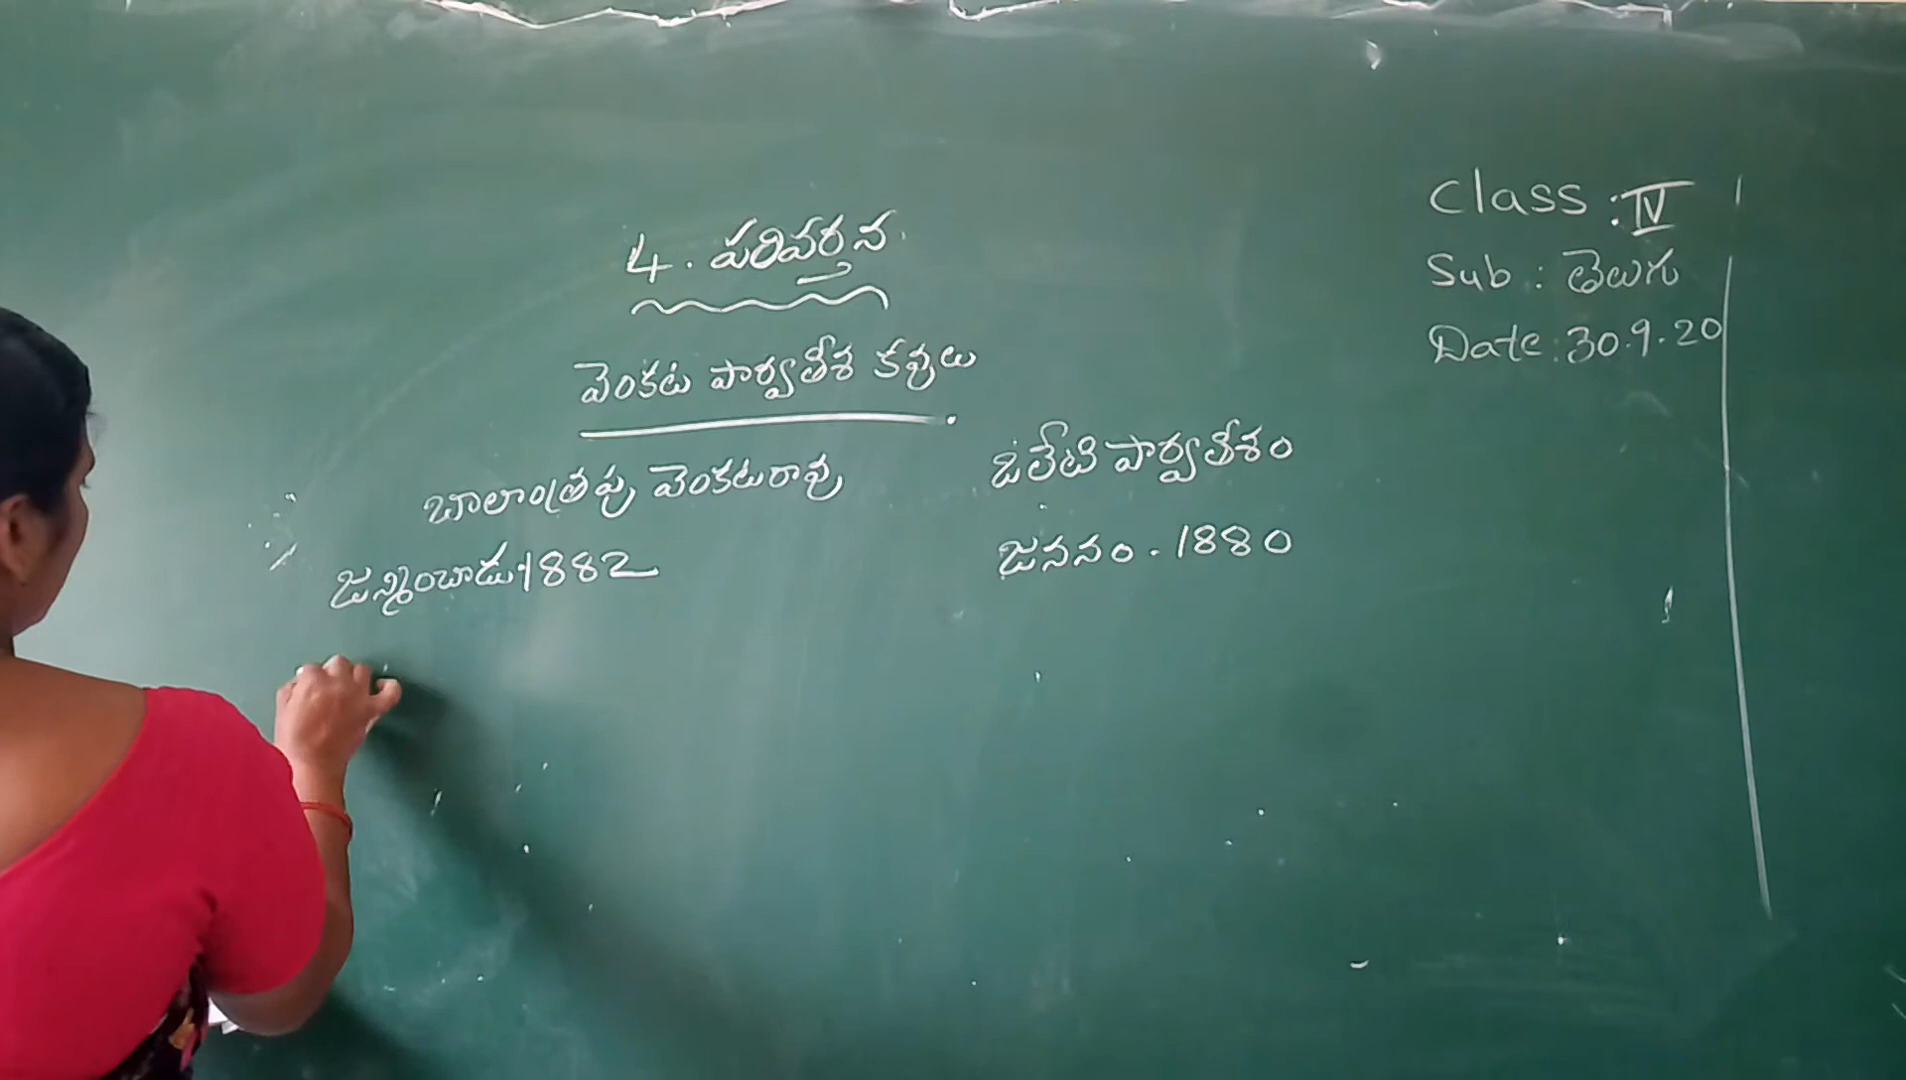 Class : IV
Sub : తెలుగు
Date : 30.9.20
4. పరివర్తన
వెంకట పార్వతీశ కవులు
బాలాంత్రపు వెంకటరావు
ఓలేటి పార్వతీశం
జన్మించాడు-1882
జననం - 1880